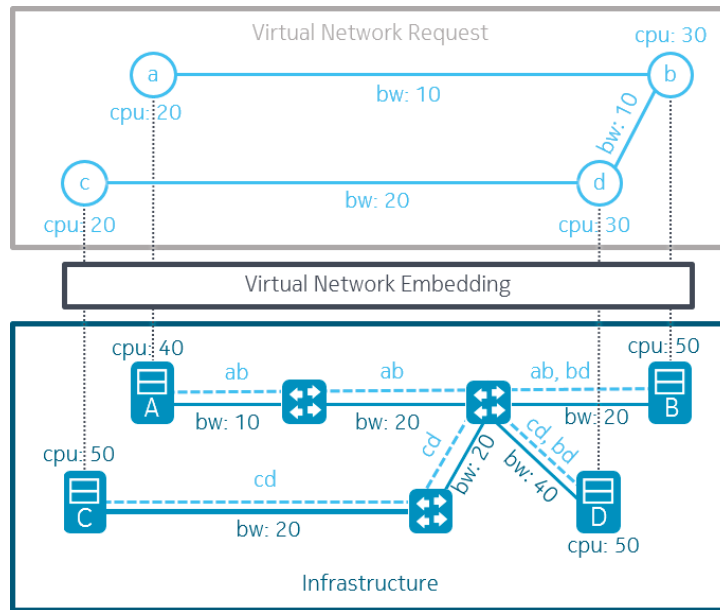 Virtual Network Request
cpu: 30
a
b
bw: 10
cpu: 20
bw: 10
c
d
bw: 20
cpu: 20
cpu: 30
Virtual Network Embedding
cpu: 40
cpu: 50
ab
ab
ab, bd
A
B
bw: 10
bw: 20
bw: 20
cd
cd, bd
cpu: 50
cd
bw: 20
bw: 40
C
D
bw: 20
cpu: 50
Infrastructure